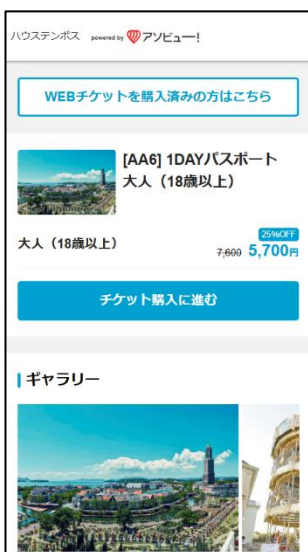 ハウステンボス powered by アソビュー！
WEBチケットを購入済みの方はこちら
[AA6] 1DAYパスポート
大人（18歳以上）
25%OFF
大人（18歳以上）
7,600 5,700円
チケット購入に進む
ギャラリー